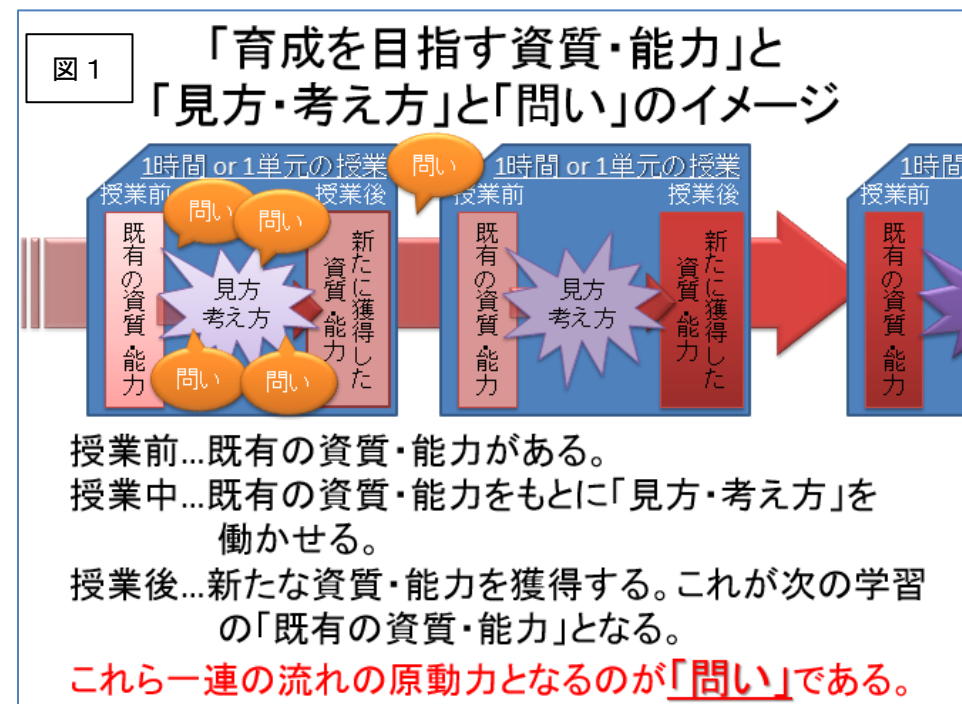 図1
「育成を目指す資質・能力」と
「見方・考え方」と「問い」のイメージ
1時間 or 1単元の授業
授業前
授業後
既有の資質・能力
問い
問い
見方
考え方
問い
問い
新たに獲得した
資質・能力
問い
1時間 or 1単元の授業
授業前
授業後
既有の資質・能力
見方
考え方
新たに獲得した
資質・能力
1時間
授業前
既有の資質・能力
授業前…既有の資質・能力がある。
授業中…既有の資質・能力をもとに「見方・考え方」を
働かせる。
授業後…新たな資質・能力を獲得する。これが次の学習
の「既有の資質・能力」となる。
これら一連の流れの原動力となるのが「問い」である。